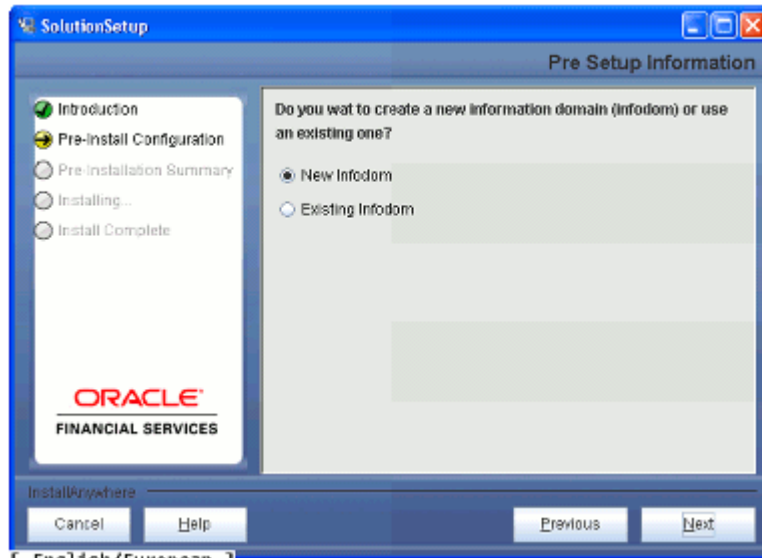 SolutionSetup
Pre Setup Information
Introduction
Pre-Install Configuration
Pre-Installation Summary
Installing...
Install Complete
Do you wat to create a new information domain (infodom) or use
an existing one?
New Infodom
Existing Infodom
ORACLE
FINANCIAL SERVICES
InstallAnywhere
Cancel
Help
Previous
Next
[ English/European ]